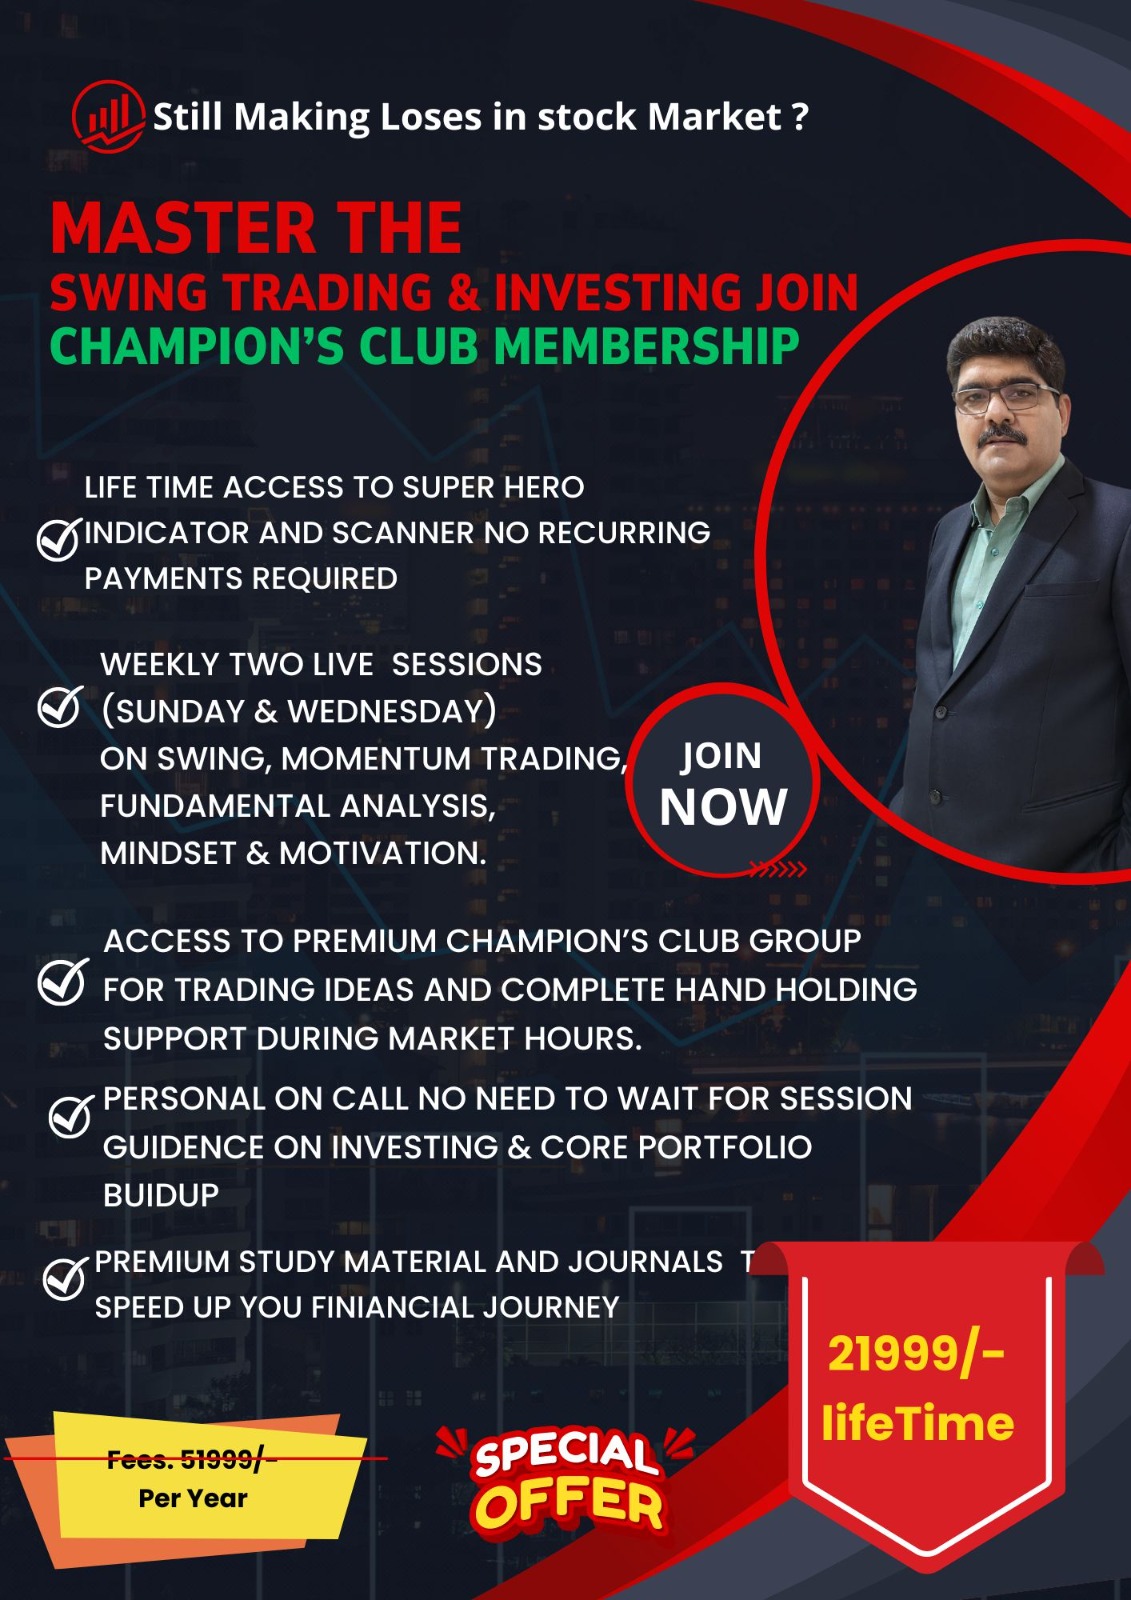 Still Making Loses in stock Market ?
MASTER THE
SWING TRADING & INVESTING JOIN
CHAMPION'S CLUB MEMBERSHIP
LIFE TIME ACCESS TO SUPER HERO
INDICATOR AND SCANNER NO RECURRING
PAYMENTS REQUIRED
WEEKLY TWO LIVE SESSIONS
(SUNDAY & WEDNESDAY)
ON SWING, MOMENTUM TRADING,
FUNDAMENTAL ANALYSIS,
MINDSET & MOTIVATION.
JOIN
NOW
ACCESS TO PREMIUM CHAMPION'S CLUB GROUP
FOR TRADING IDEAS AND COMPLETE HAND HOLDING
SUPPORT DURING MARKET HOURS.
PERSONAL ON CALL NO NEED TO WAIT FOR SESSION
GUIDENCE ON INVESTING & CORE PORTFOLIO
BUIDUP
PREMIUM STUDY MATERIAL AND JOURNALS
SPEED UP YOU FINIANCIAL JOURNEY
21999/-
lifeTime
Fees. 51999/-
Per Year
SPECIAL
OFFER